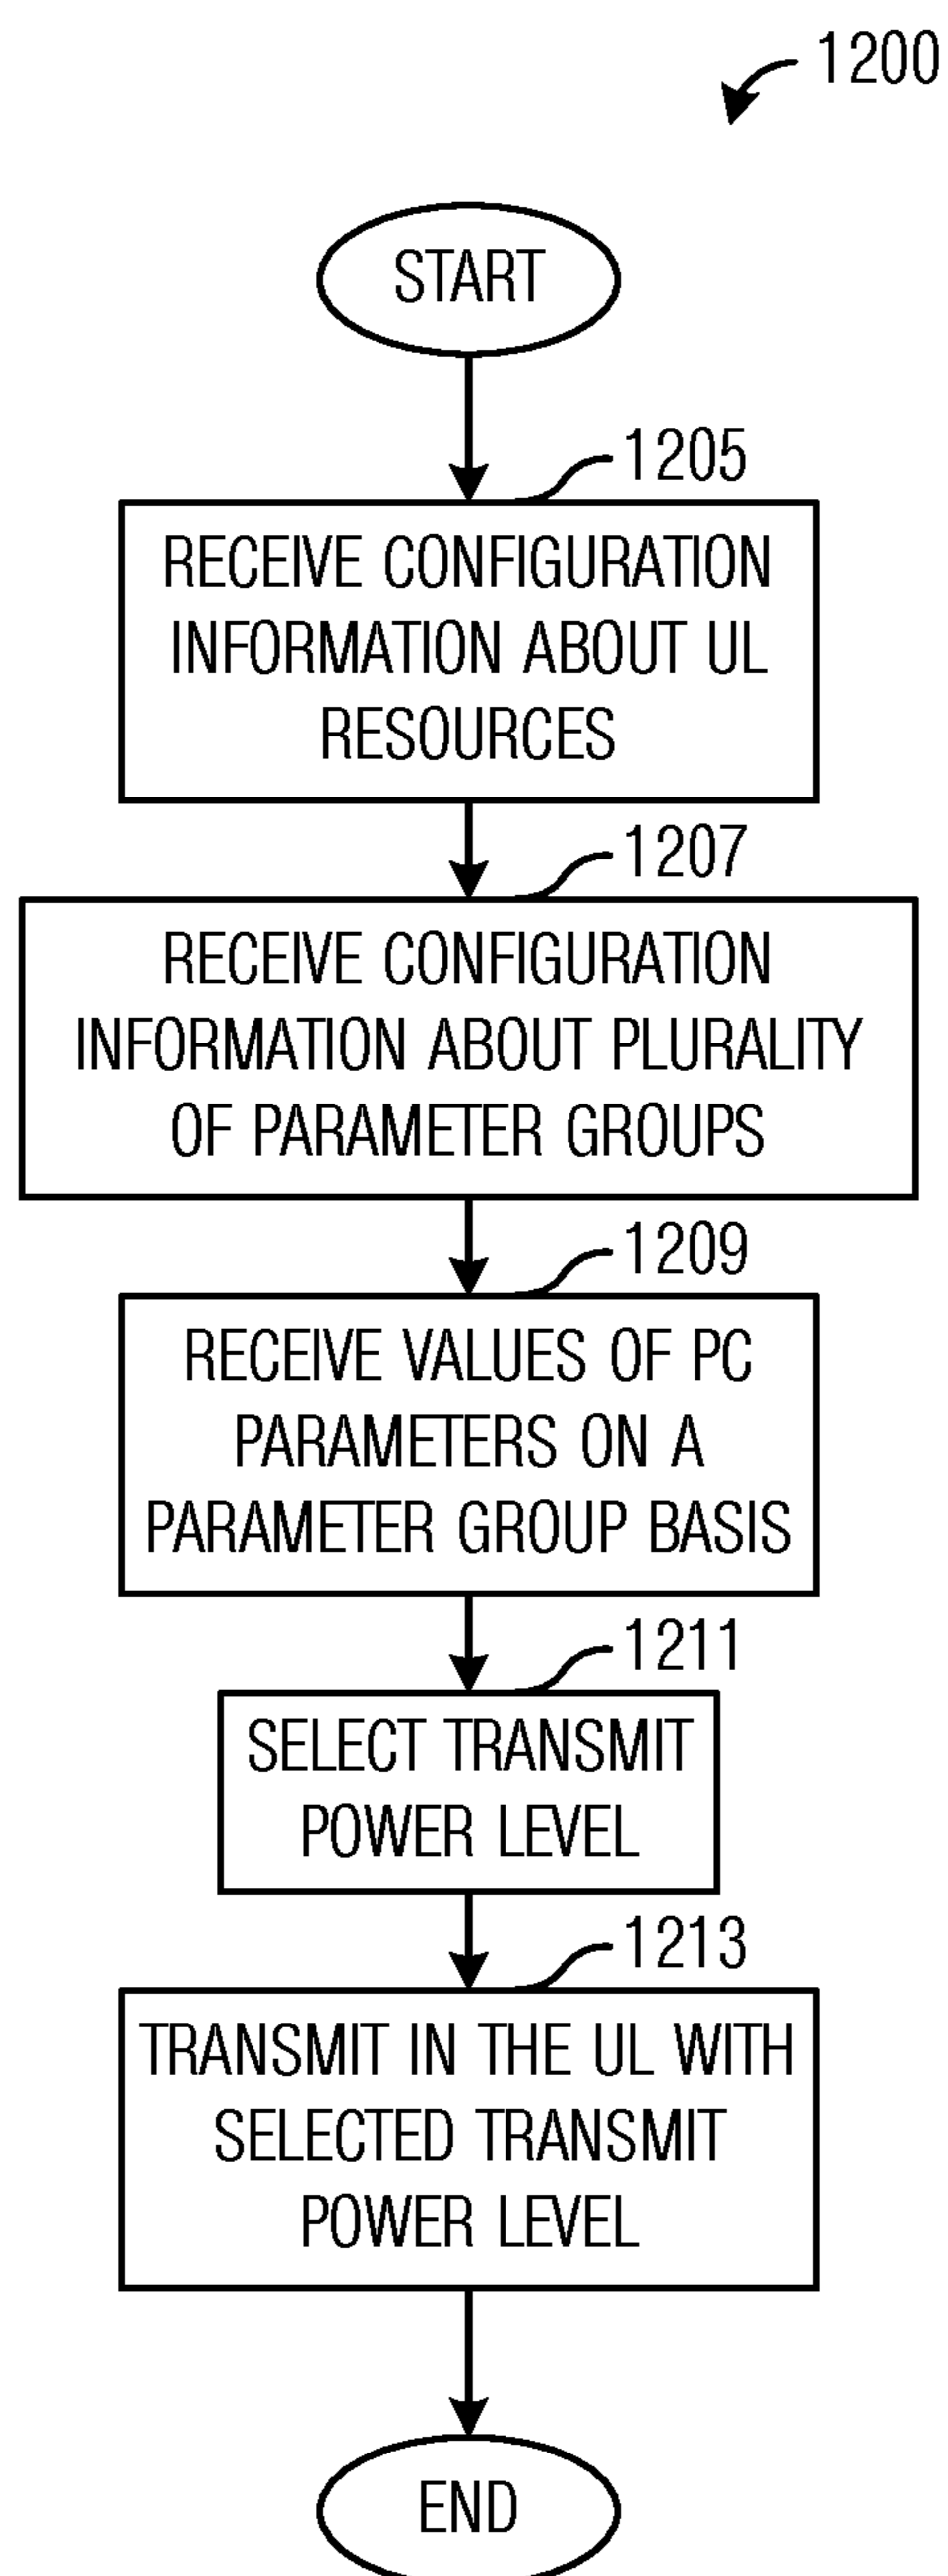 1200
START
1205
RECEIVE CONFIGURATION
INFORMATION ABOUT UL
RESOURCES
1207
RECEIVE CONFIGURATION
INFORMATION ABOUT PLURALITY
OF PARAMETER GROUPS
1209
RECEIVE VALUES OF PC
PARAMETERS ON A
PARAMETER GROUP BASIS
1211
SELECT TRANSMIT
POWER LEVEL
1213
TRANSMIT IN THE UL WITH
SELECTED TRANSMIT
POWER LEVEL
END